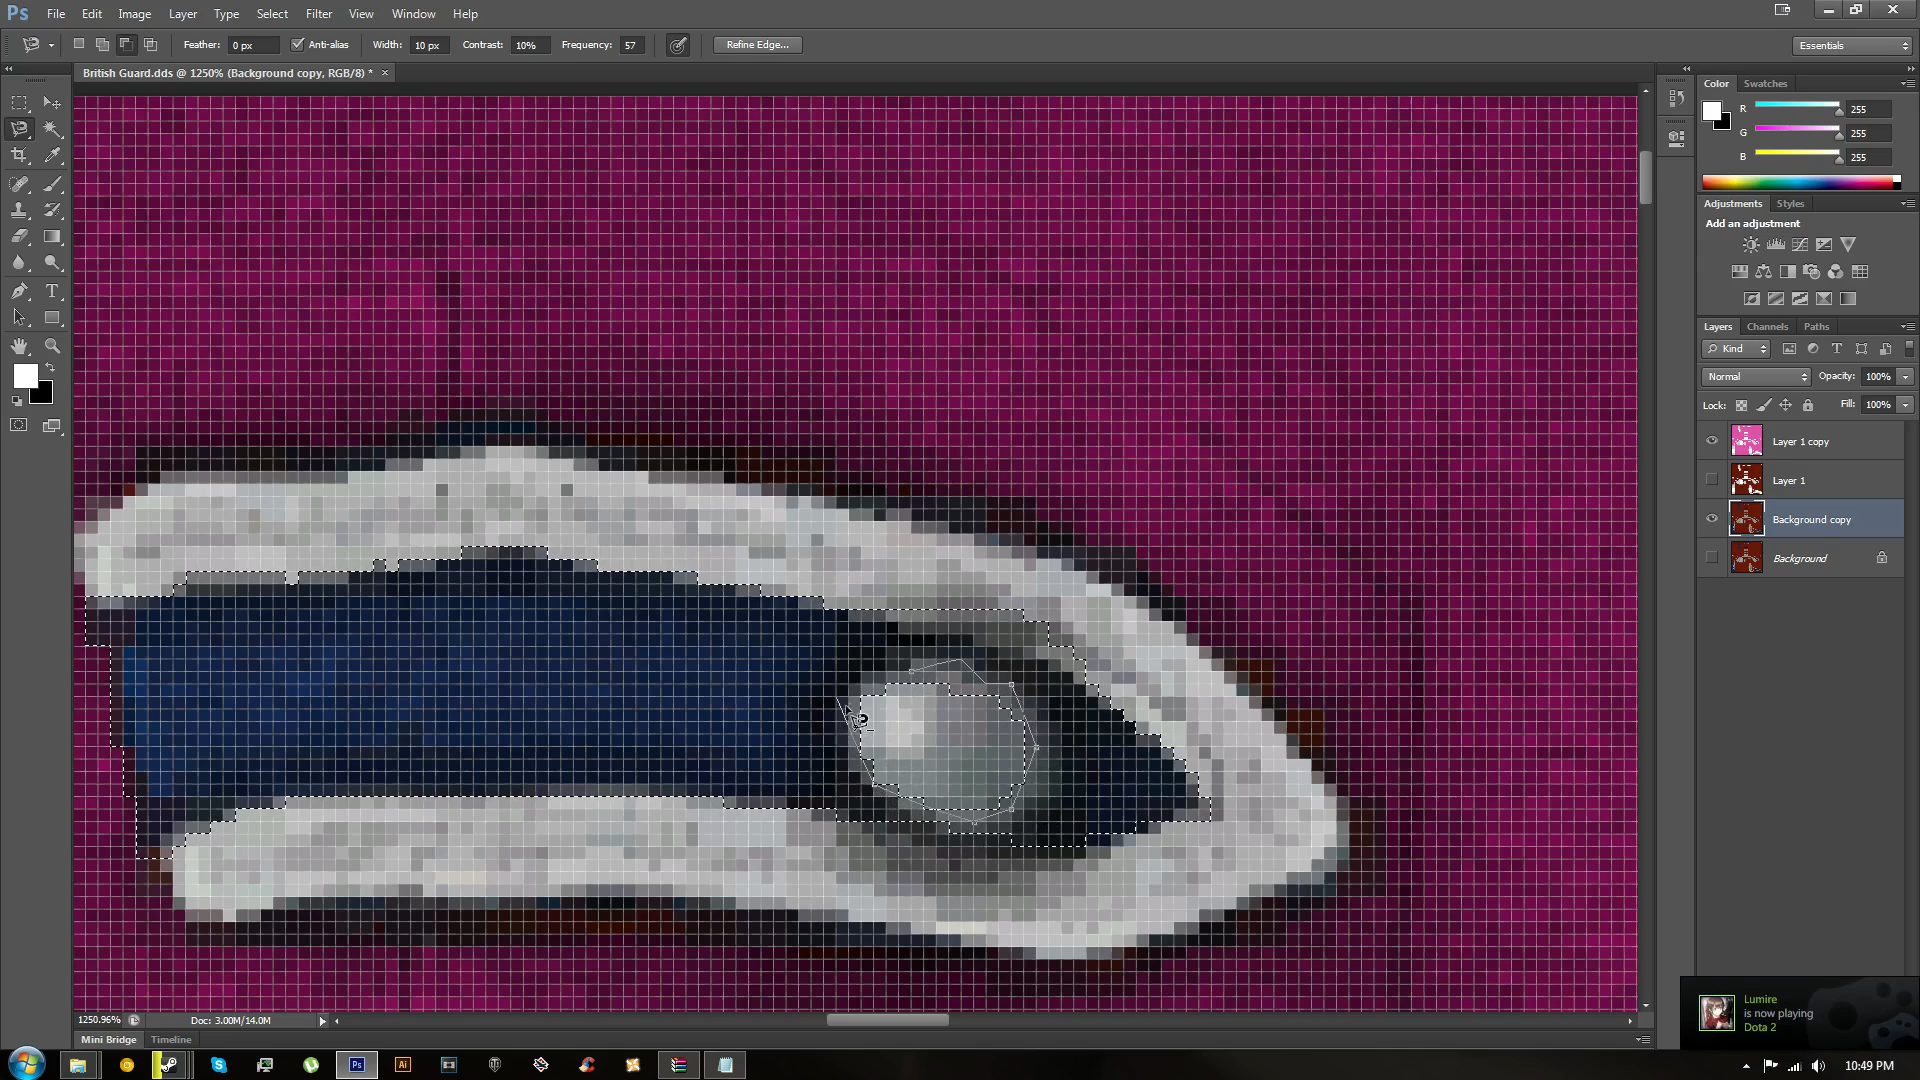 Ps File Edit Image Layer Type Select Filter View Window Help
Feather: 0 px Anti-alias Width: 10 px Contrast: 10% Frequency: 57 Refine Edge... Essentials
British Guard.dds @ 1250% (Background copy, RGB/8) *
Color Swatches
R 255
G 255
B 255
Adjustments Styles
Add an adjustment
Layers Channels Paths
Kind
Normal Opacity: 100%
Lock: Fill: 100%
Layer 1 copy
Layer 1
Background copy
Background
Lumire
is now playing
Dota 2
1250.96% Doc: 3.00M/14.0M
Mini Bridge Timeline
Ps Ai
10:49 PM